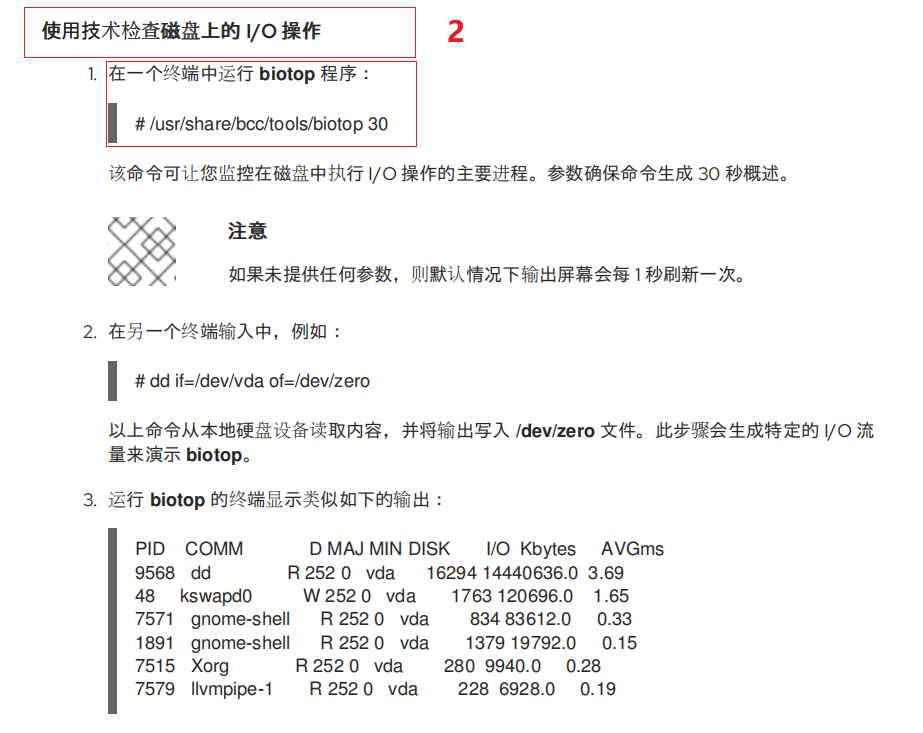 使用技术检查磁盘上的 I/O 操作
2
1. 在一个终端中运行 biotop 程序：
# /usr/share/bcc/tools/biotop 30
该命令可让您监控在磁盘中执行 I/O 操作的主要进程。参数确保命令生成 30 秒概述。
注意
如果未提供任何参数，则默认情况下输出屏幕会每 1 秒刷新一次。
2. 在另一个终端输入中，例如：
# dd if=/dev/vda of=/dev/zero
以上命令从本地硬盘设备读取内容，并将输出写入 /dev/zero 文件。此步骤会生成特定的 I/O 流
量来演示 biotop。
3. 运行 biotop 的终端显示类似如下的输出：
PID COMM D MAJ MIN DISK I/O Kbytes AVGms
9568 dd R 252 0 vda 16294 14440636.0 3.69
48 kswapd0 W 252 0 vda 1763 120696.0 1.65
7571 gnome-shell R 252 0 vda 834 83612.0 0.33
1891 gnome-shell R 252 0 vda 1379 19792.0 0.15
7515 Xorg R 252 0 vda 280 9940.0 0.28
7579 llvmpipe-1 R 252 0 vda 228 6928.0 0.19